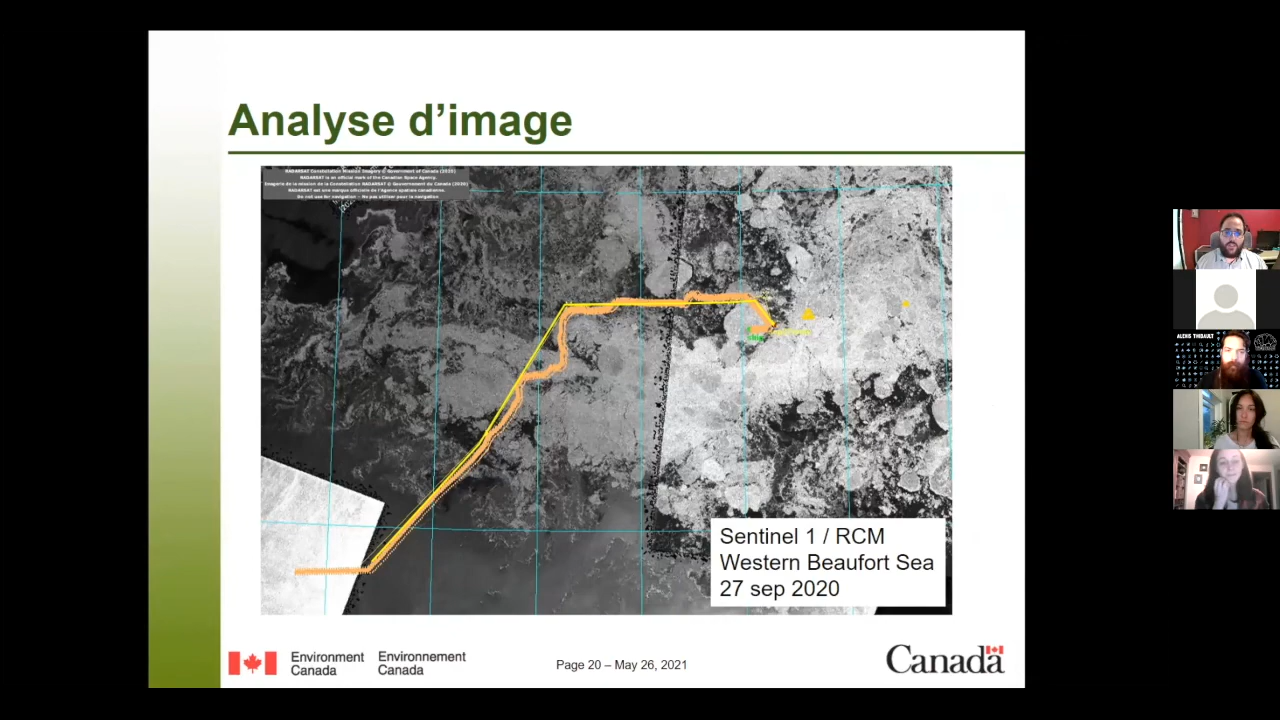 Analyse d’image
RADARSAT Constellation Mission Imagery © Government of Canada (2020)
RADARSAT is an official mark of the Canadian Space Agency.
Imagerie de la mission de la Constellation RADARSAT © Gouvernement du Canada (2020)
RADARSAT est une marque officielle de l'Agence spatiale canadienne.
Do not use for navigation -- Ne pas utiliser pour la navigation
Sentinel 1 / RCM
Western Beaufort Sea
27 sep 2020
Environment Canada
Environnement Canada
Page 20 – May 26, 2021
Canada
ALEXIS THIBAULT